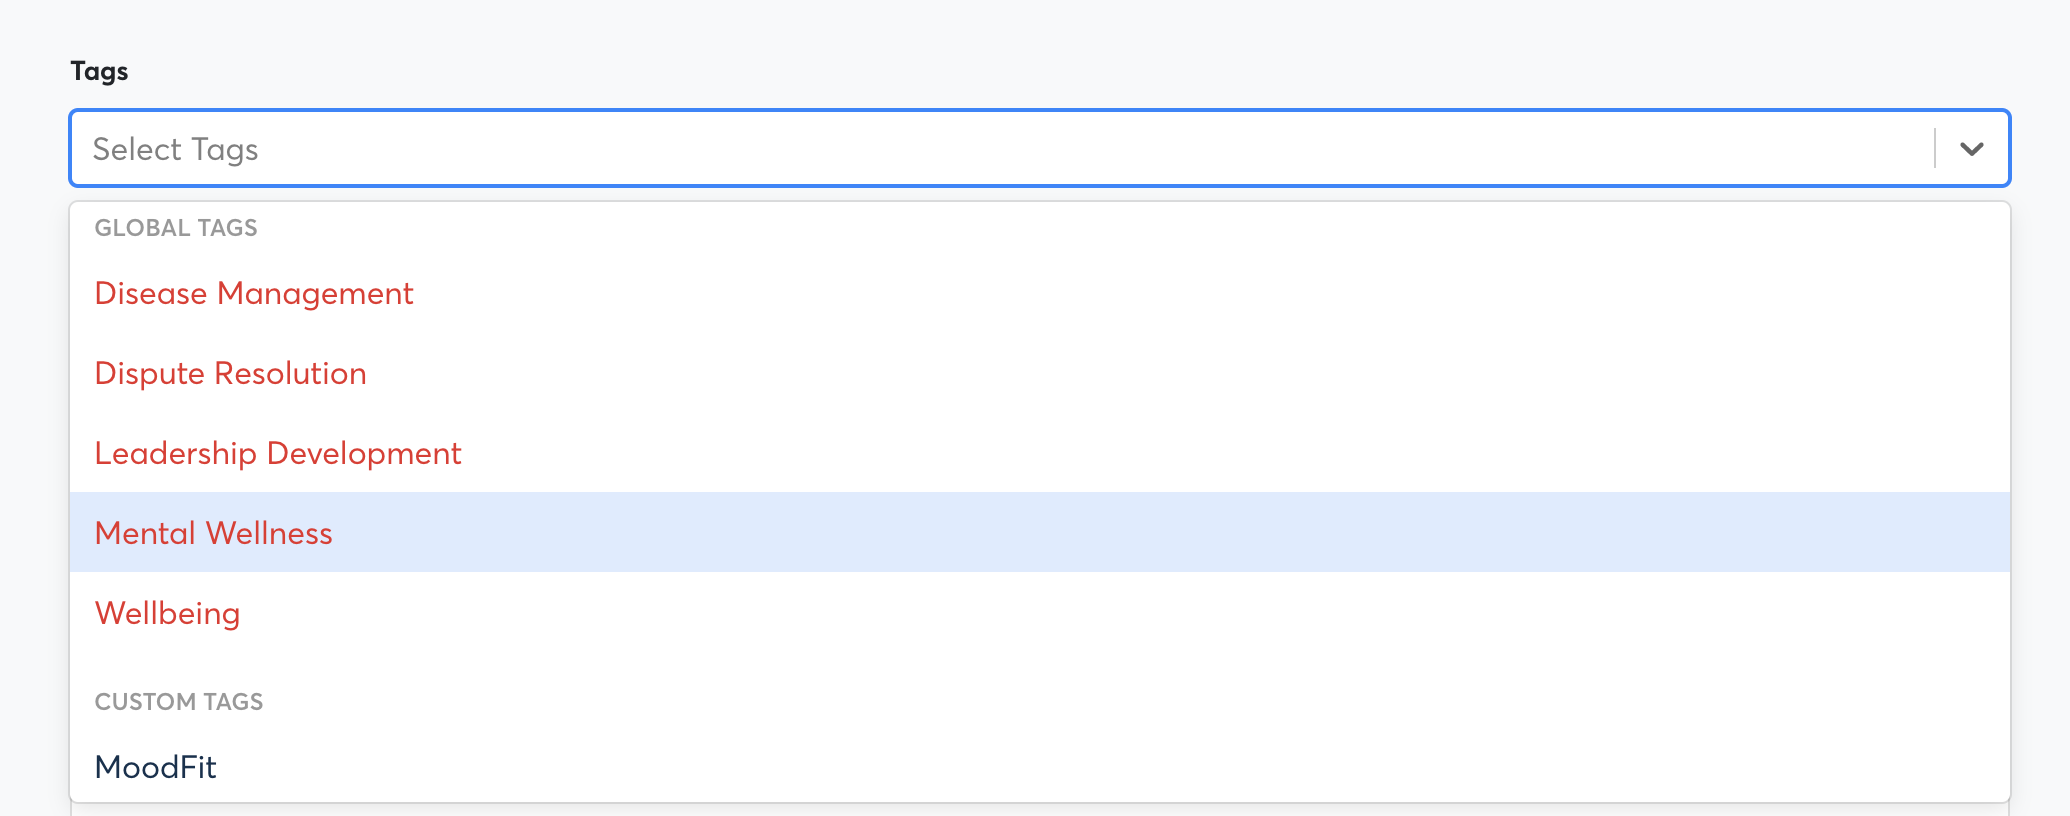 Tags
Select Tags
GLOBAL TAGS
Disease Management
Dispute Resolution
Leadership Development
Mental Wellness
Wellbeing
CUSTOM TAGS
MoodFit